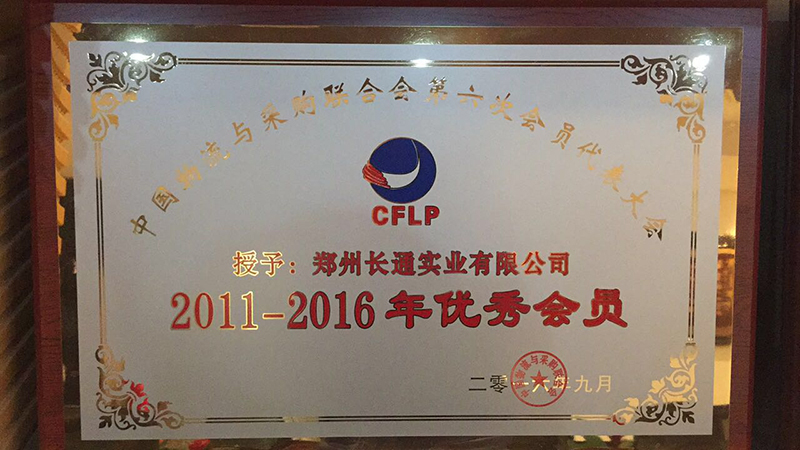 中国物流与采购联合会第六次会员代表大会
CFLP
授予：郑州长通实业有限公司
2011-2016年优秀会员
二零一六年九月